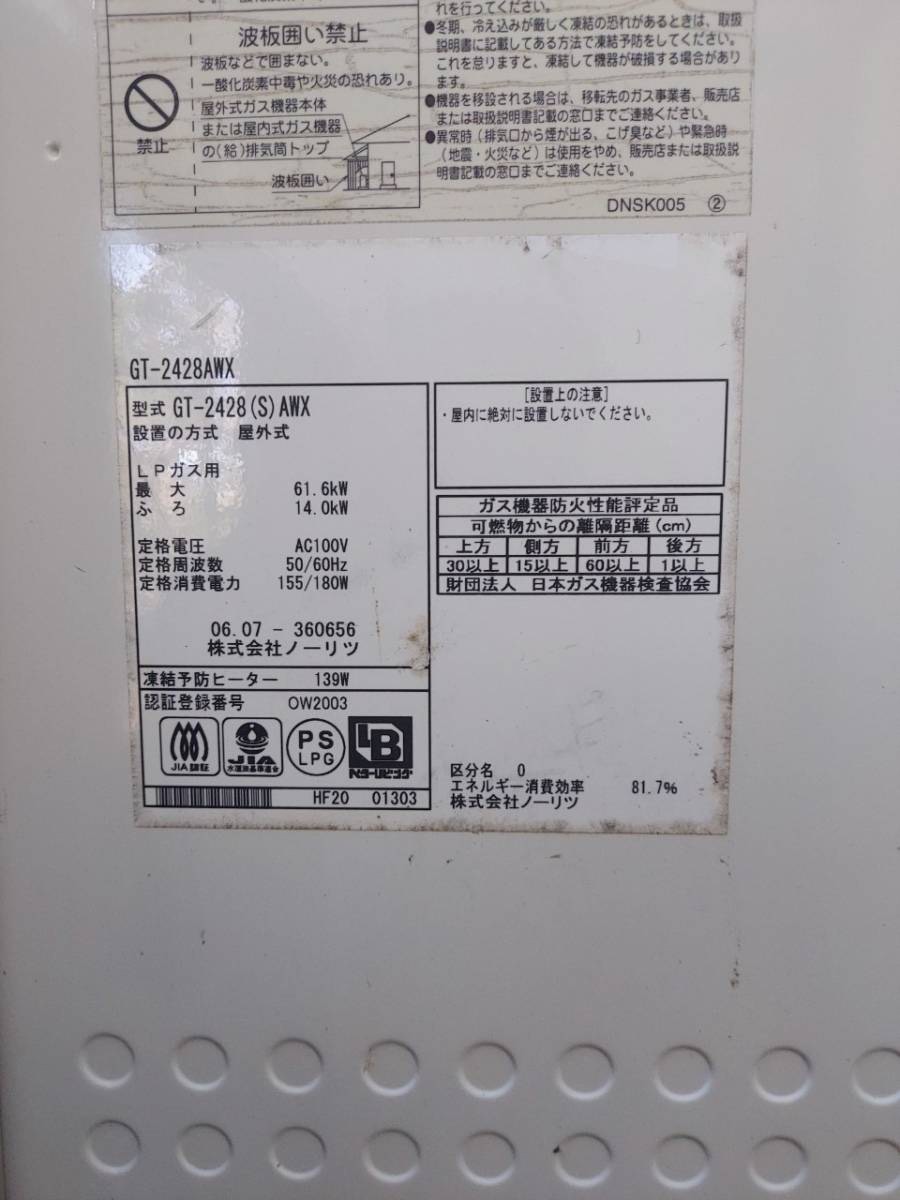 波板囲い禁止
波板などで囲まない。
一酸化炭素中毒や火災の恐れあり。
屋外式ガス機器本体
または屋内式ガス機器
の(給)排気筒トップ
波板囲い
禁止
れを行ってください。
●冬期、冷え込みが厳しく凍結の恐れがあるときは、取扱
説明書に記載してある方法で凍結予防をしてください。
これを怠りますと、凍結して機器が破損する場合があり
ます。
●機器を移設される場合は、移転先のガス事業者、販売店
または取扱説明書記載の窓口までご連絡ください。
●異常時(排気口から煙が出る、こげ臭など)や緊急時
(地震・火災など)は使用をやめ、販売店または取扱説
明書記載の窓口までご連絡ください。
DNSK005 ②
GT-2428AWX
型式 GT-2428(S)AWX
設置の方式 屋外式
LPガス用
最 大 61.6kW
ふ ろ 14.0kW
定格電圧 AC100V
定格周波数 50/60Hz
定格消費電力 155/180W
06.07 - 360656
株式会社ノーリツ
凍結予防ヒーター 139W
認証登録番号 OW2003
JIA認証
JIA
PS
LPG
LB
HF20 01303
[設置上の注意]
・屋内に絶対に設置しないでください。
ガス機器防火性能評定品
可燃物からの離隔距離(cm)
上方 側方 前方 後方
30以上 15以上 60以上 1以上
財団法人 日本ガス機器検査協会
区分名 0
エネルギー消費効率 81.7%
株式会社ノーリツ